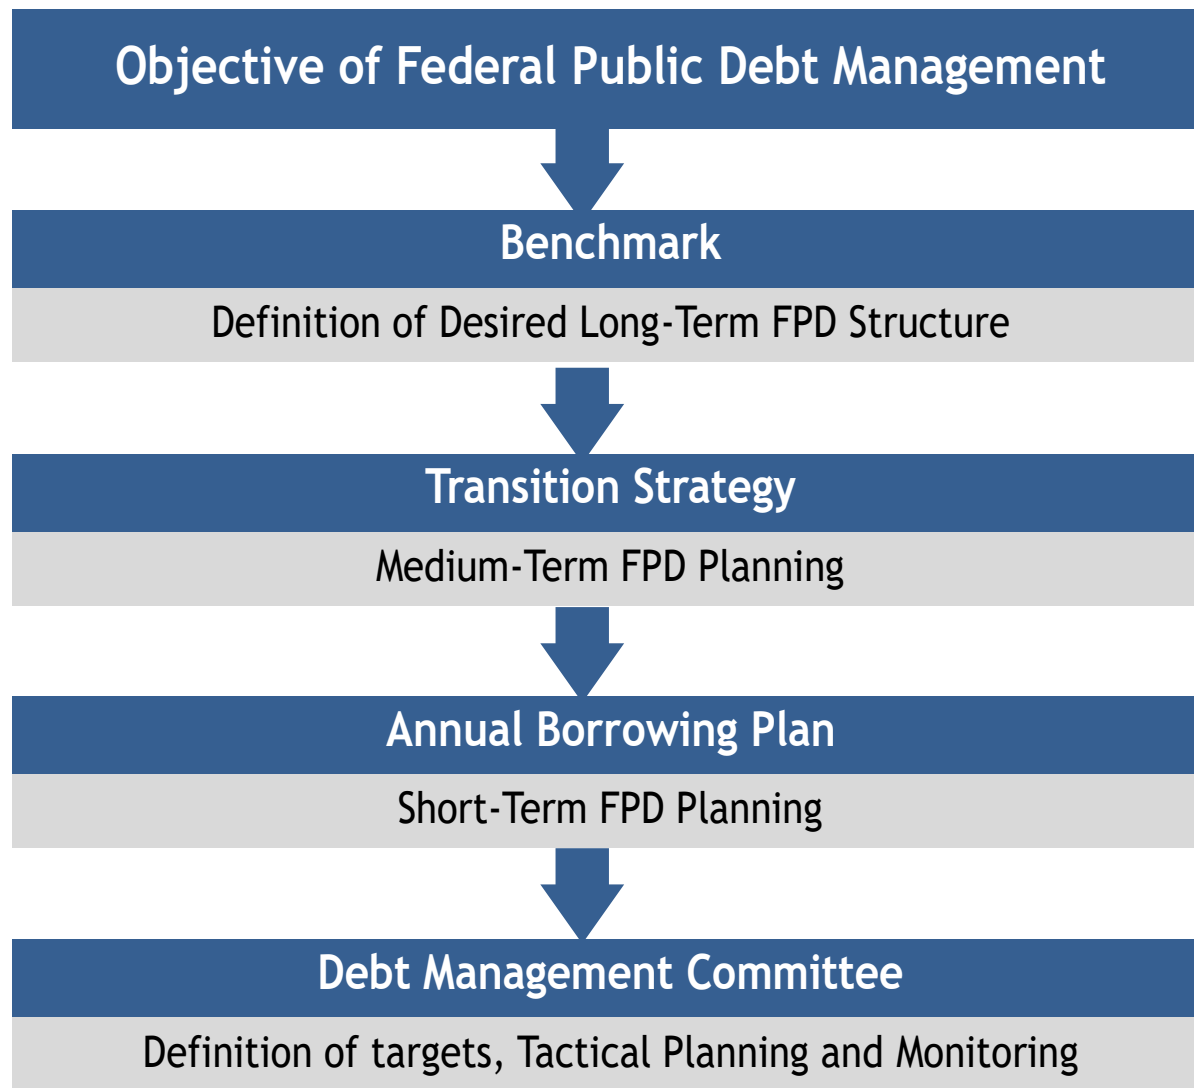 Objective of Federal Public Debt Management
Benchmark
Definition of Desired Long-Term FPD Structure
Transition Strategy
Medium-Term FPD Planning
Annual Borrowing Plan
Short-Term FPD Planning
Debt Management Committee
Definition of targets, Tactical Planning and Monitoring